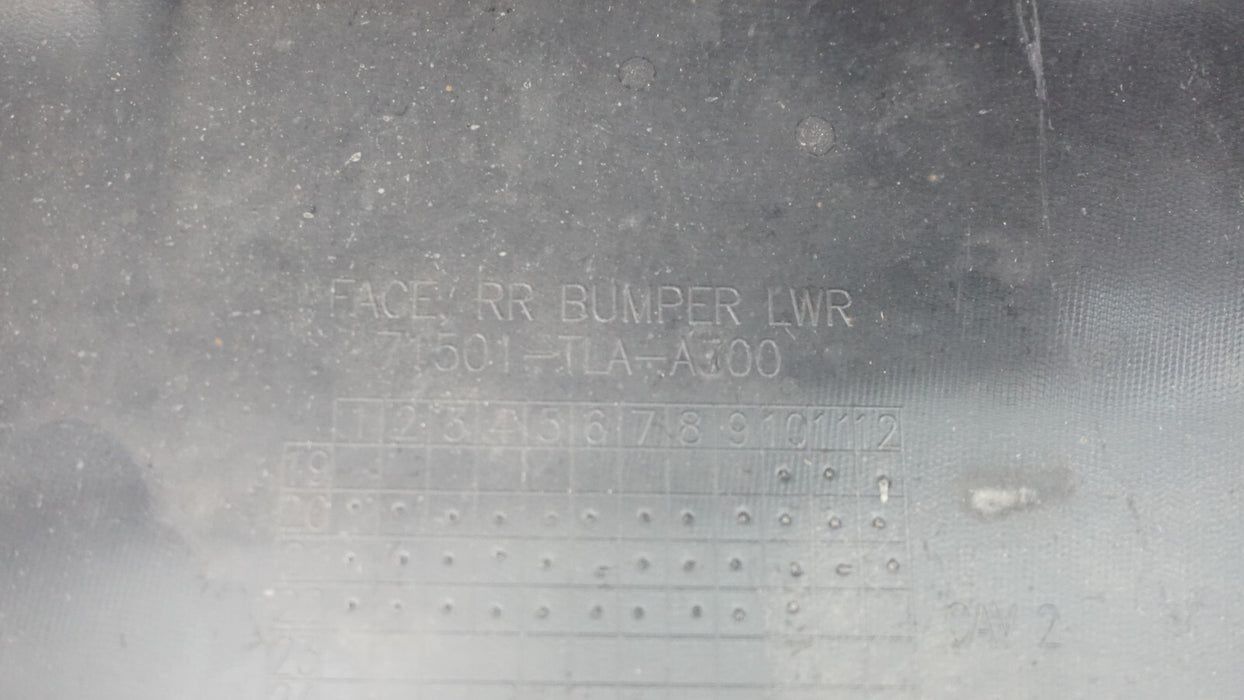 FACE, RR BUMPER LWR
71501-TLA-A300
1 2 3 4 5 6 7 8 9 10 11 12
19
20
23
CAV 2